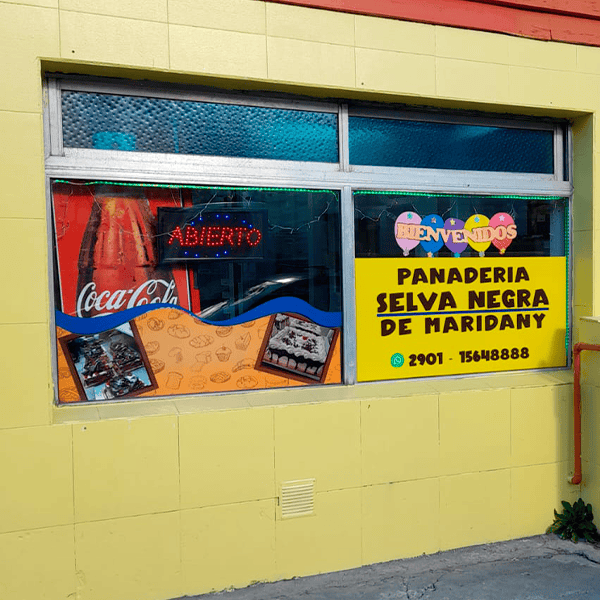 ABIERTO
Coca-Cola
BIENVENIDOS
PANADERIA
SELVA NEGRA
DE MARIDANY
2901 - 15648888